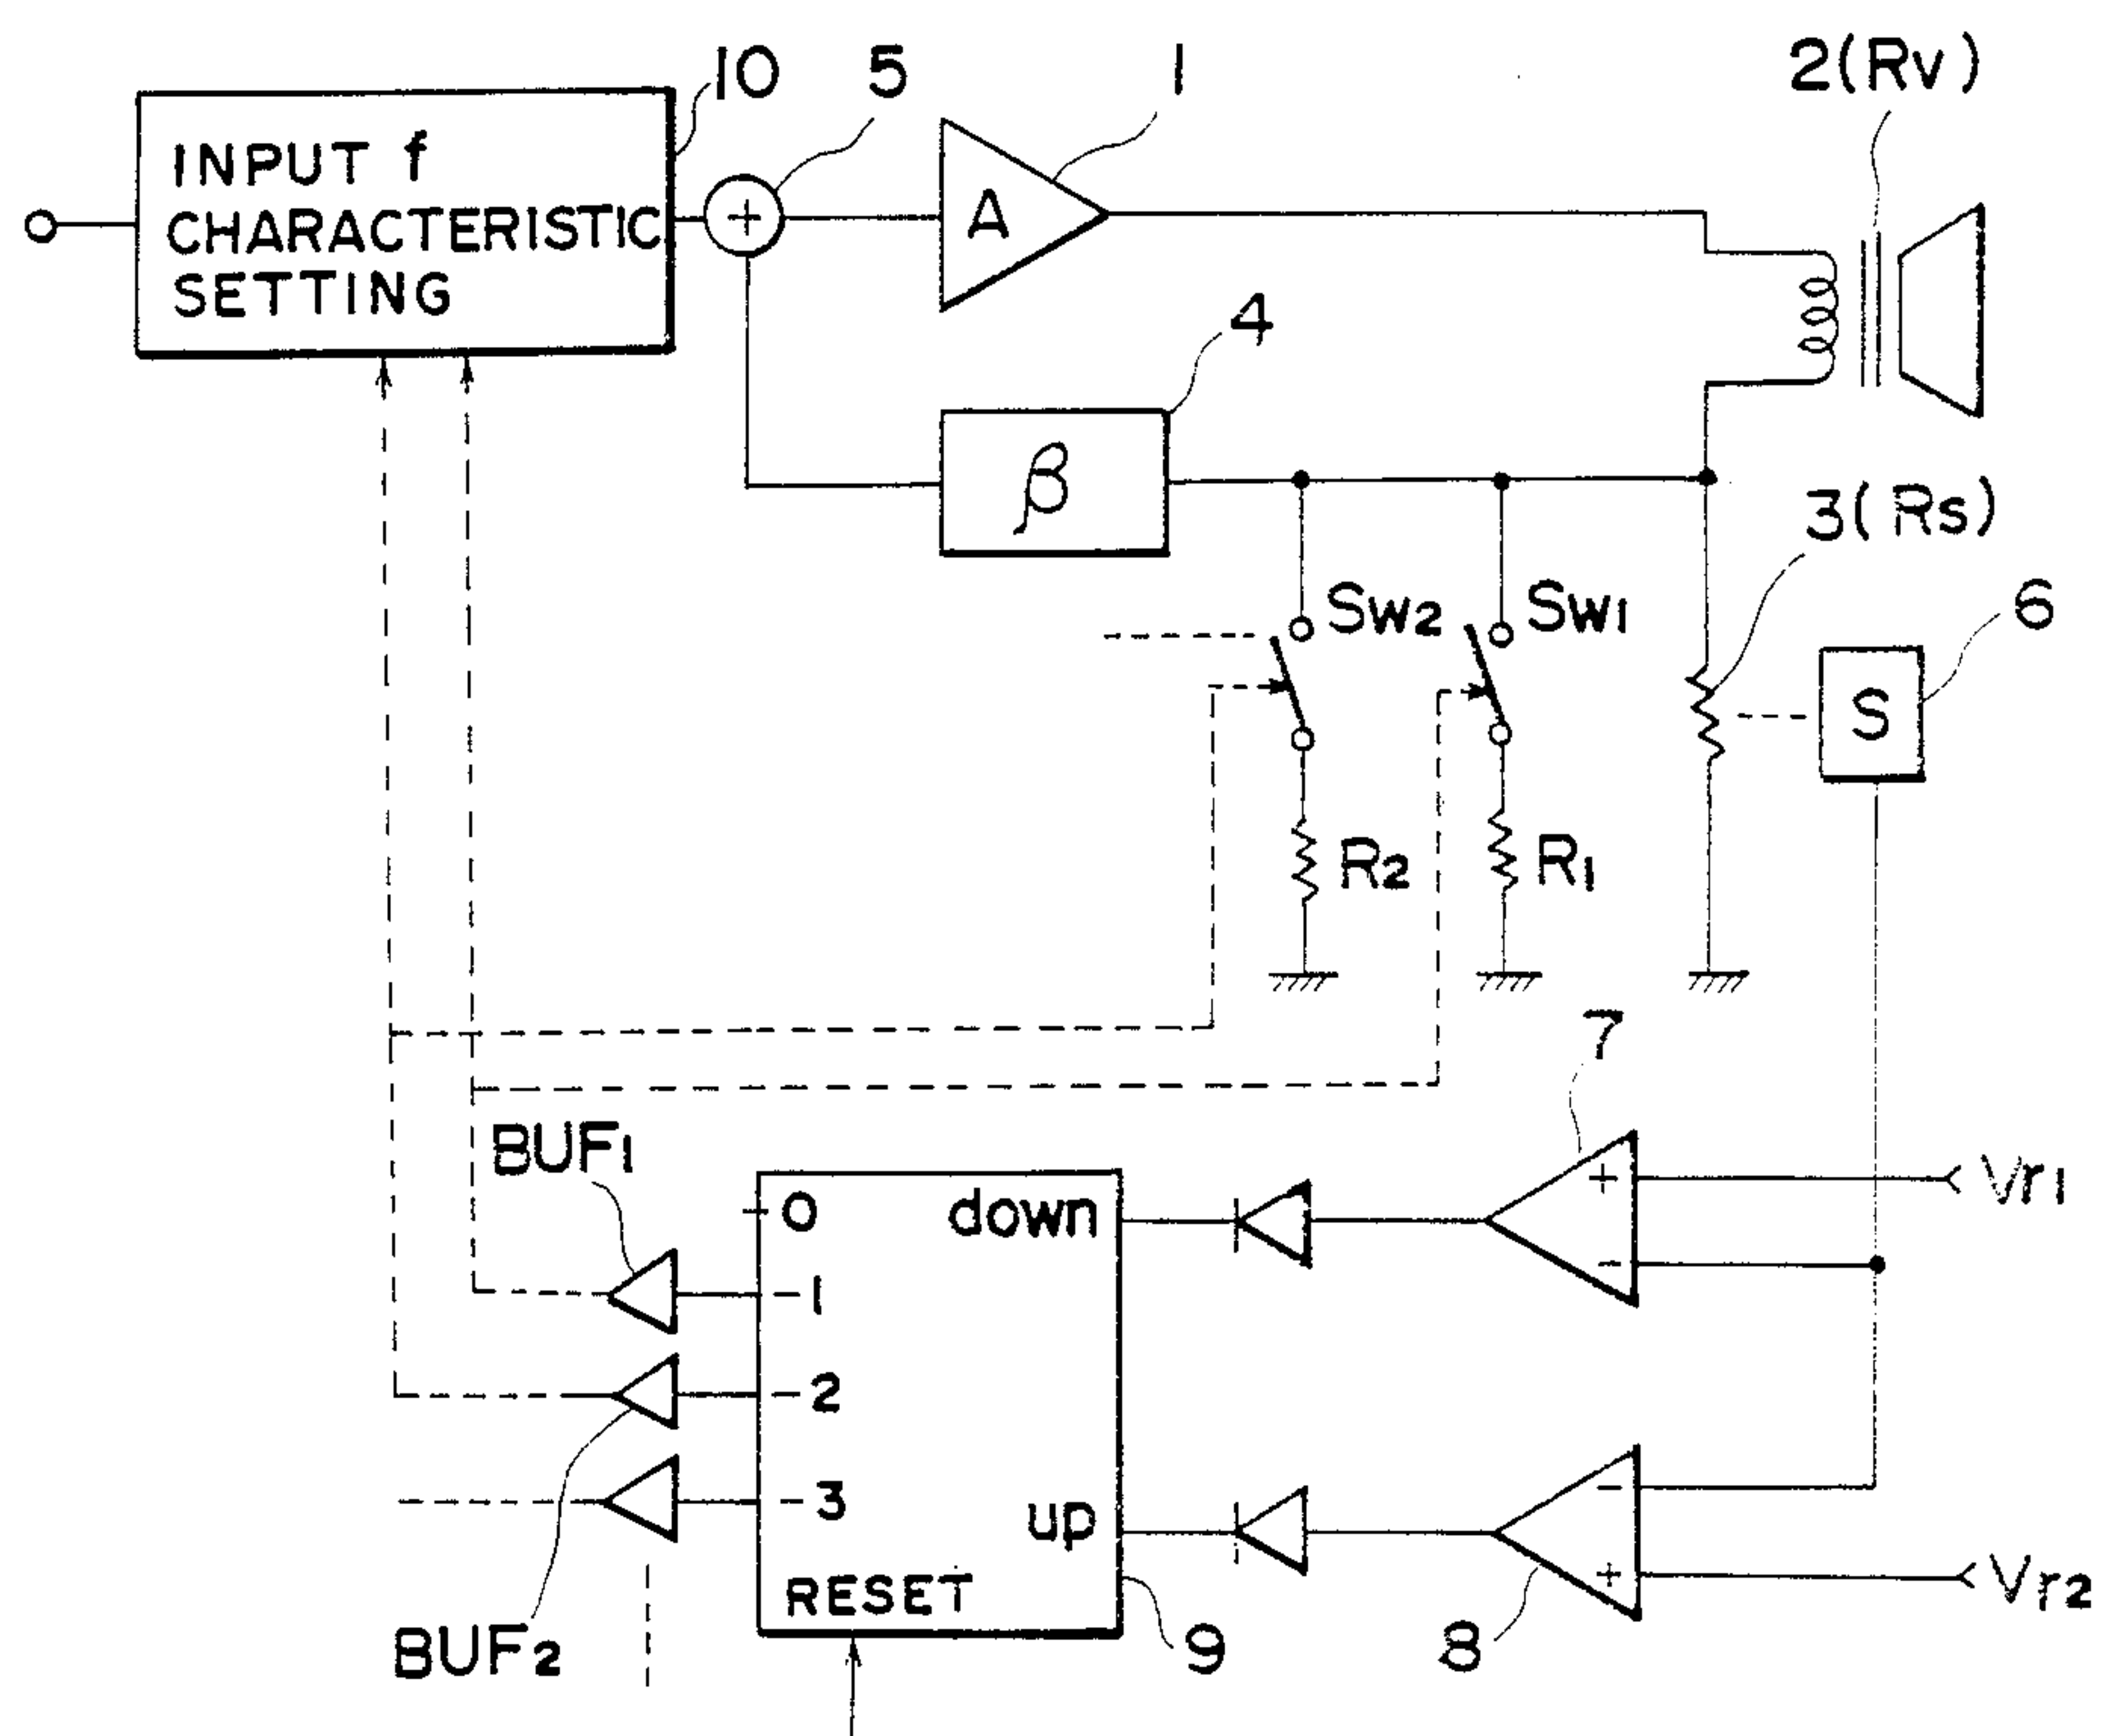 10
5
1
2(Rv)
INPUT f
CHARACTERISTIC
SETTING
+
A
4
β
3(Rs)
SW2
SW1
6
S
R2
R1
7
BUF1
+
Vr1
0
down
-
1
2
-
3
up
+
Vr2
RESET
BUF2
9
8